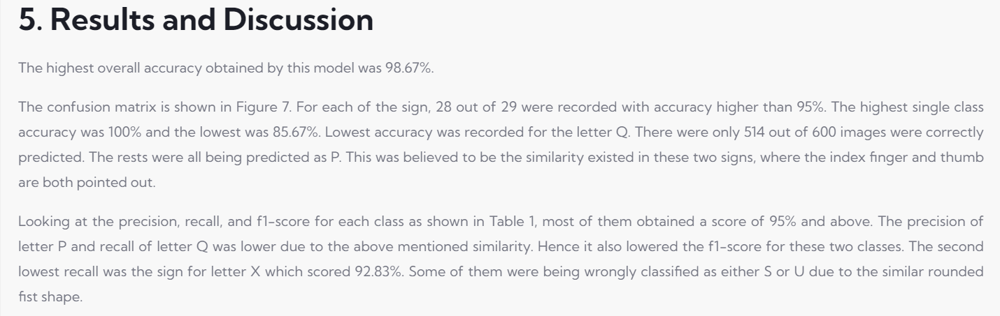 5. Results and Discussion
The highest overall accuracy obtained by this model was 98.67%.
The confusion matrix is shown in Figure 7. For each of the sign, 28 out of 29 were recorded with accuracy higher than 95%. The highest single class
accuracy was 100% and the lowest was 85.67%. Lowest accuracy was recorded for the letter Q. There were only 514 out of 600 images were correctly
predicted. The rests were all being predicted as P. This was believed to be the similarity existed in these two signs, where the index finger and thumb
are both pointed out.
Looking at the precision, recall, and f1-score for each class as shown in Table 1, most of them obtained a score of 95% and above. The precision of
letter P and recall of letter Q was lower due to the above mentioned similarity. Hence it also lowered the f1-score for these two classes. The second
lowest recall was the sign for letter X which scored 92.83%. Some of them were being wrongly classified as either S or U due to the similar rounded
fist shape.